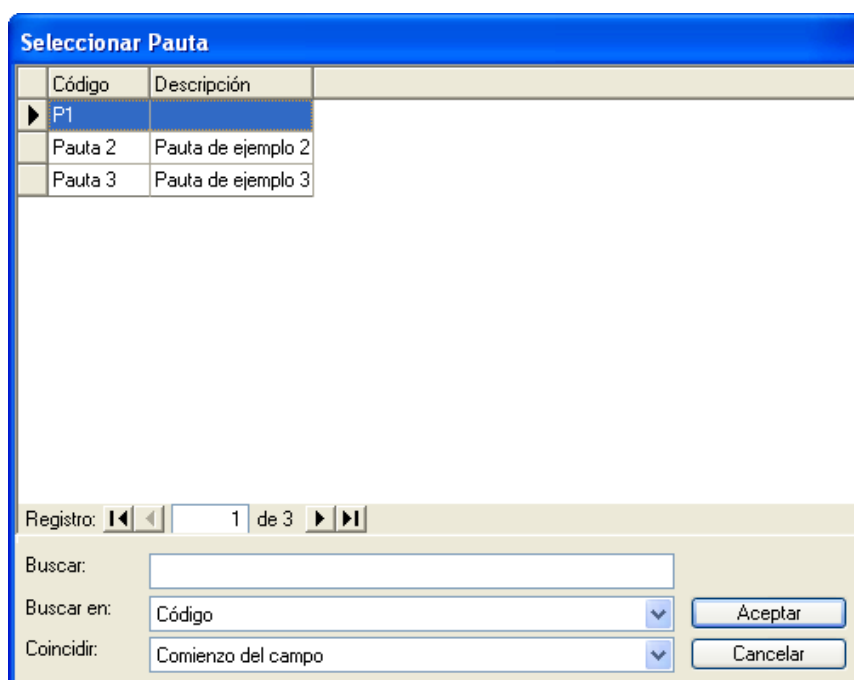 Seleccionar Pauta
Código Descripción
P1
Pauta 2 Pauta de ejemplo 2
Pauta 3 Pauta de ejemplo 3
Registro: 1 de 3
Buscar:
Buscar en: Código Aceptar
Coincidir: Comienzo del campo Cancelar